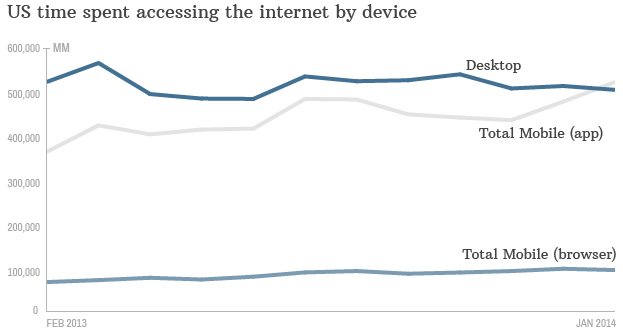 US time spent accessing the internet by device
600,000 MM
Desktop
500,000
Total Mobile (app)
400,000
300,000
200,000
Total Mobile (browser)
100,000
0
FEB 2013 JAN 2014